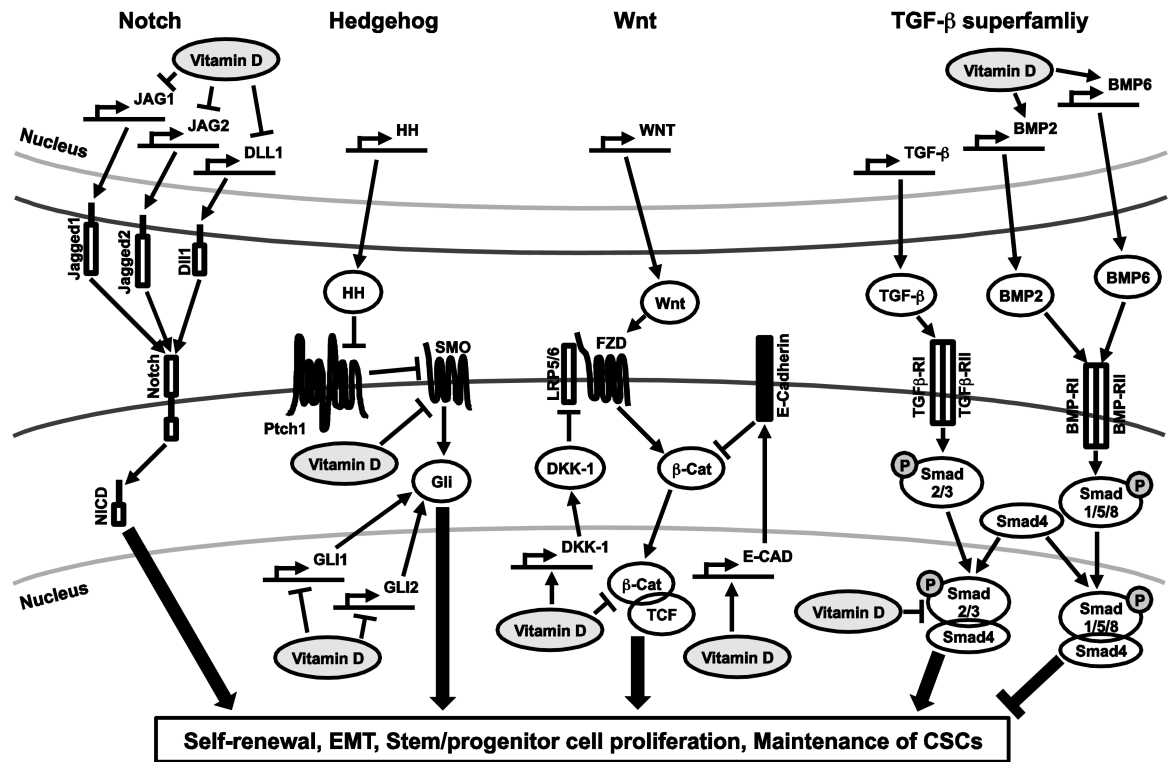 Notch
Hedgehog
Wnt
TGF-β superfamliy
Vitamin D
JAG1
JAG2
DLL1
Nucleus
Jagged1
Jagged2
Dll1
Notch
NICD
HH
HH
Ptch1
SMO
Vitamin D
Gli
GLI1
GLI2
Vitamin D
WNT
Wnt
LRP5/6
FZD
E-Cadherin
DKK-1
β-Cat
DKK-1
E-CAD
β-Cat
TCF
Vitamin D
Vitamin D
Vitamin D
BMP6
BMP2
TGF-β
TGF-β
BMP2
BMP6
TGFβ-RI
TGFβ-RII
BMP-RI
BMP-RII
P
Smad
2/3
P
Smad
1/5/8
Smad4
Vitamin D
P
Smad
2/3
Smad4
P
Smad
1/5/8
Smad4
Nucleus
Self-renewal, EMT, Stem/progenitor cell proliferation, Maintenance of CSCs